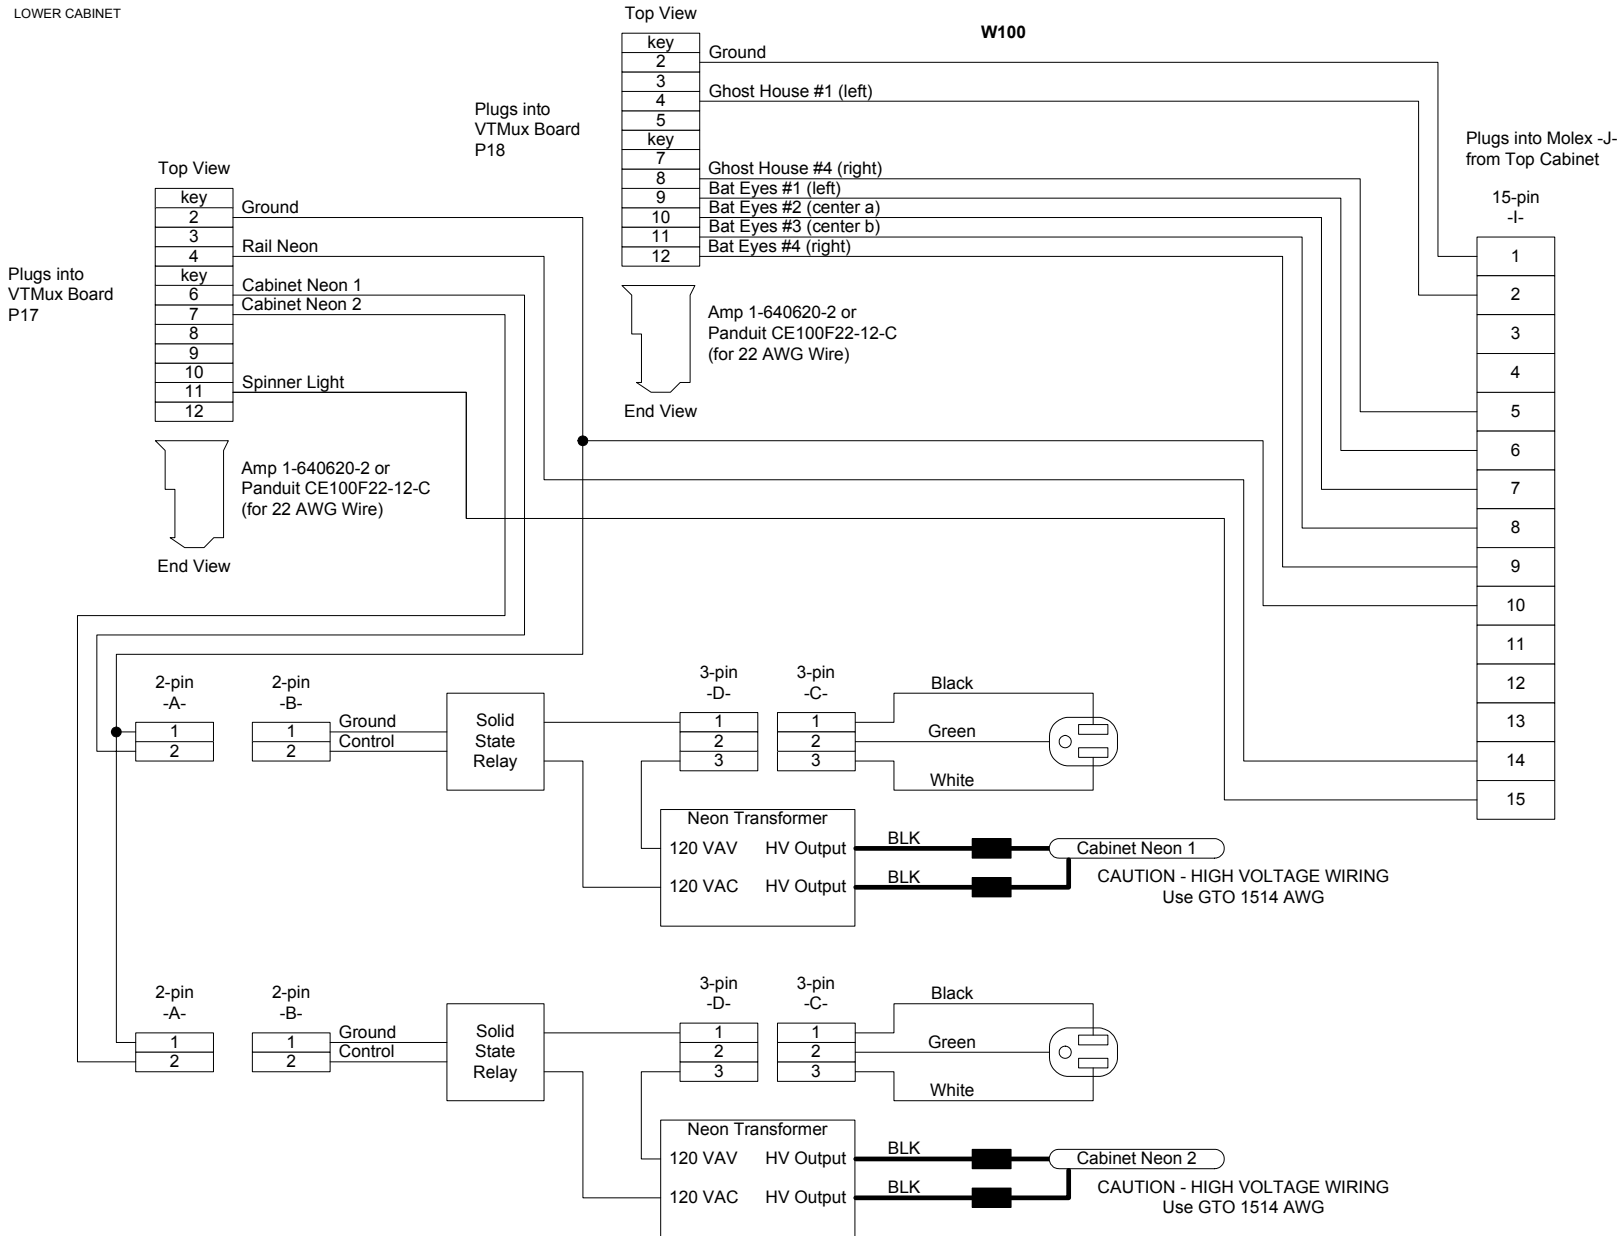 LOWER CABINET
W100
Top View
Plugs into
VTMux Board
P18
key
2
3
4
5
key
7
8
9
10
11
12
Ground
Ghost House #1 (left)
Ghost House #4 (right)
Bat Eyes #1 (left)
Bat Eyes #2 (center a)
Bat Eyes #3 (center b)
Bat Eyes #4 (right)
Amp 1-640620-2 or
Panduit CE100F22-12-C
(for 22 AWG Wire)
End View
Plugs into Molex -J-
from Top Cabinet
15-pin
-I-
1
2
3
4
5
6
7
8
9
10
11
12
13
14
15
Top View
Plugs into
VTMux Board
P17
key
2
3
4
key
6
7
8
9
10
11
12
Ground
Rail Neon
Cabinet Neon 1
Cabinet Neon 2
Spinner Light
Amp 1-640620-2 or
Panduit CE100F22-12-C
(for 22 AWG Wire)
End View
2-pin
-A-
1
2
2-pin
-B-
1
2
Ground
Control
Solid
State
Relay
3-pin
-D-
1
2
3
3-pin
-C-
1
2
3
Black
Green
White
Neon Transformer
120 VAV HV Output
120 VAC HV Output
BLK
BLK
Cabinet Neon 1
CAUTION - HIGH VOLTAGE WIRING
Use GTO 1514 AWG
2-pin
-A-
1
2
2-pin
-B-
1
2
Ground
Control
Solid
State
Relay
3-pin
-D-
1
2
3
3-pin
-C-
1
2
3
Black
Green
White
Neon Transformer
120 VAV HV Output
120 VAC HV Output
BLK
BLK
Cabinet Neon 2
CAUTION - HIGH VOLTAGE WIRING
Use GTO 1514 AWG